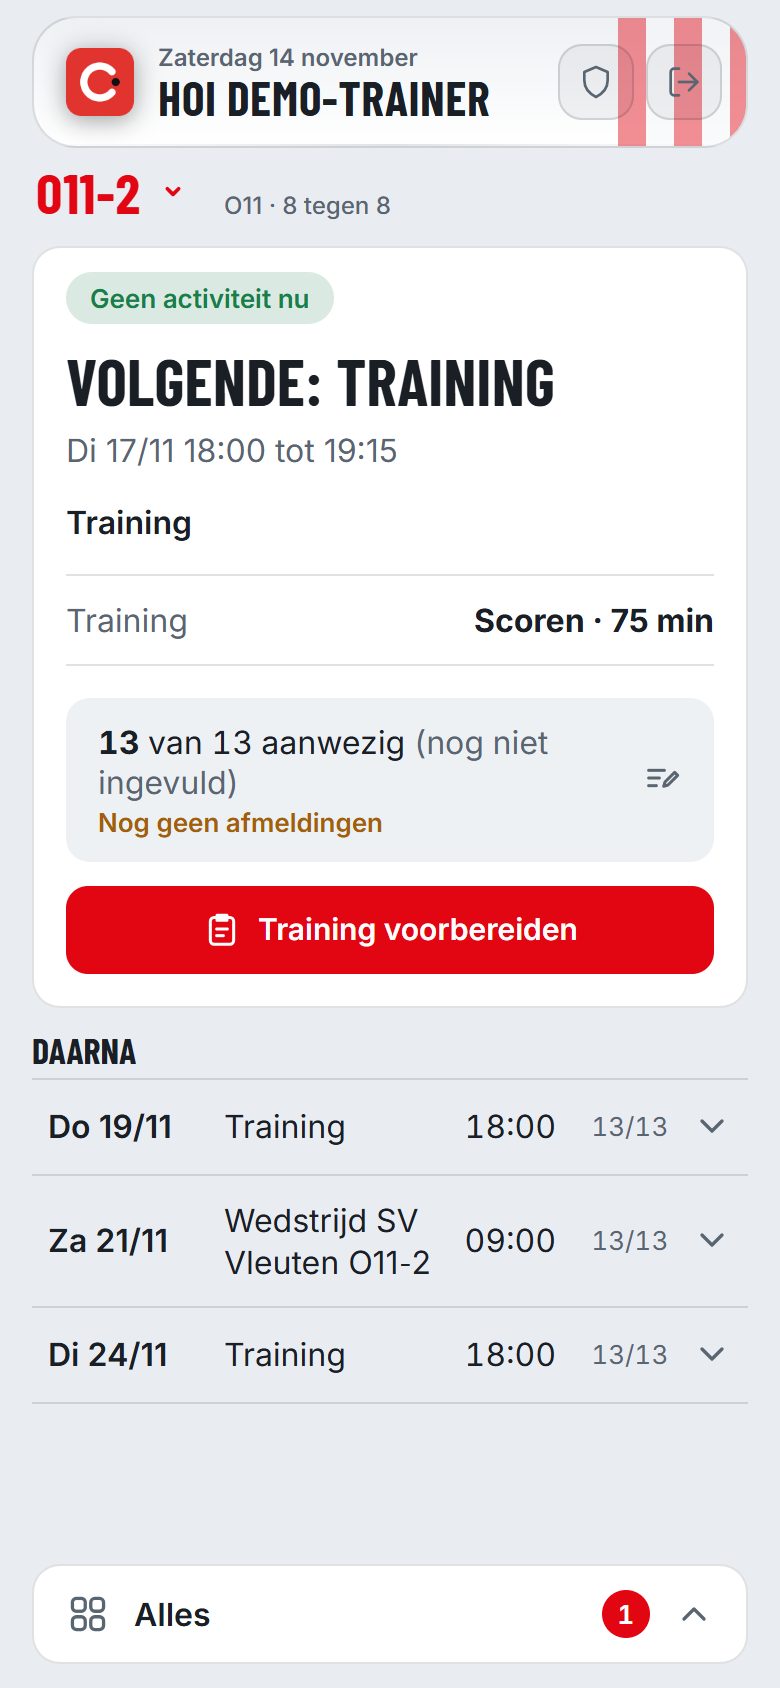 Zaterdag 14 november
HOI DEMO-TRAINER
O11-2
O11 · 8 tegen 8
Geen activiteit nu
VOLGENDE: TRAINING
Di 17/11 18:00 tot 19:15
Training
Training Scoren · 75 min
13 van 13 aanwezig (nog niet
ingevuld)
Nog geen afmeldingen
Training voorbereiden
DAARNA
Do 19/11 Training 18:00 13/13
Za 21/11 Wedstrijd SV
Vleuten O11-2 09:00 13/13
Di 24/11 Training 18:00 13/13
Alles 1